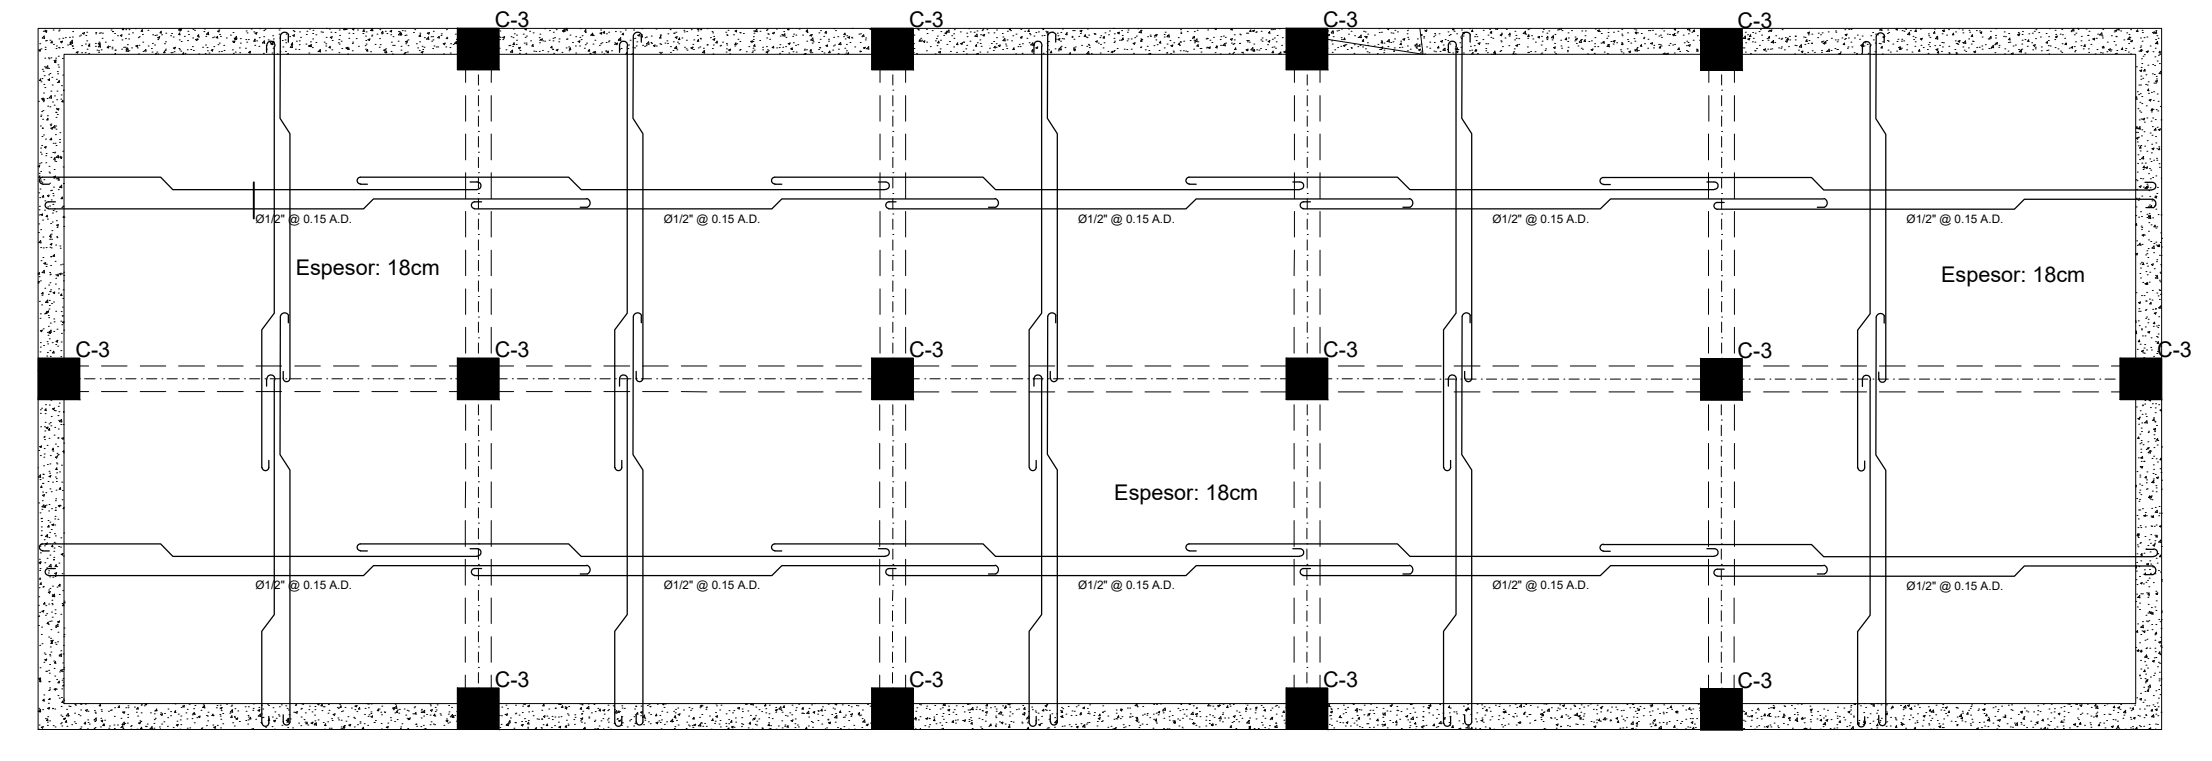 C-3
C-3
C-3
C-3
Ø1/2" @ 0.15 A.D.
Ø1/2" @ 0.15 A.D.
Ø1/2" @ 0.15 A.D.
Ø1/2" @ 0.15 A.D.
Ø1/2" @ 0.15 A.D.
Espesor: 18cm
Espesor: 18cm
C-3
C-3
C-3
C-3
C-3
C-3
Espesor: 18cm
Ø1/2" @ 0.15 A.D.
Ø1/2" @ 0.15 A.D.
Ø1/2" @ 0.15 A.D.
Ø1/2" @ 0.15 A.D.
Ø1/2" @ 0.15 A.D.
C-3
C-3
C-3
C-3